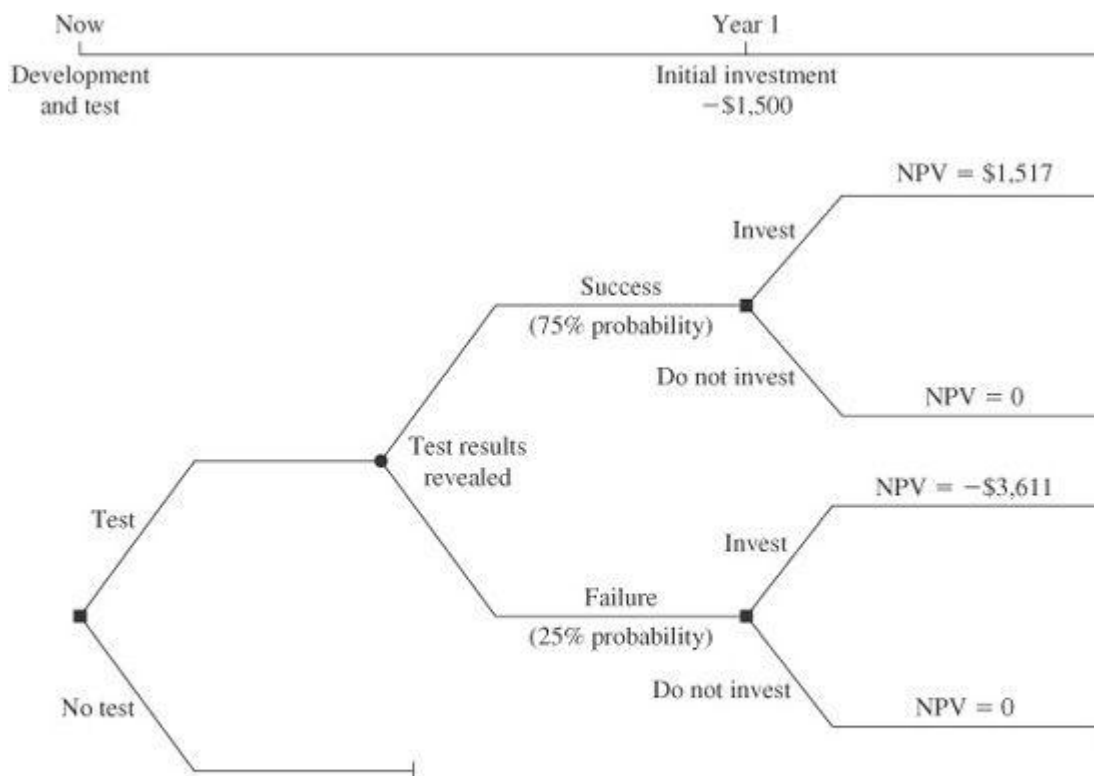 Now
Year 1
Development
and test
Initial investment
−$1,500
NPV = $1,517
Invest
Success
(75% probability)
Do not invest
NPV = 0
Test results
revealed
NPV = −$3,611
Test
Invest
Failure
(25% probability)
Do not invest
No test
NPV = 0